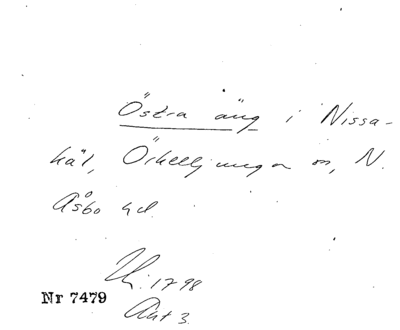 Östra äng i Nissa-
häl, Örkelljunga sn, N.
Åsbo hd.
1798
Nr 7479
Akt 3.